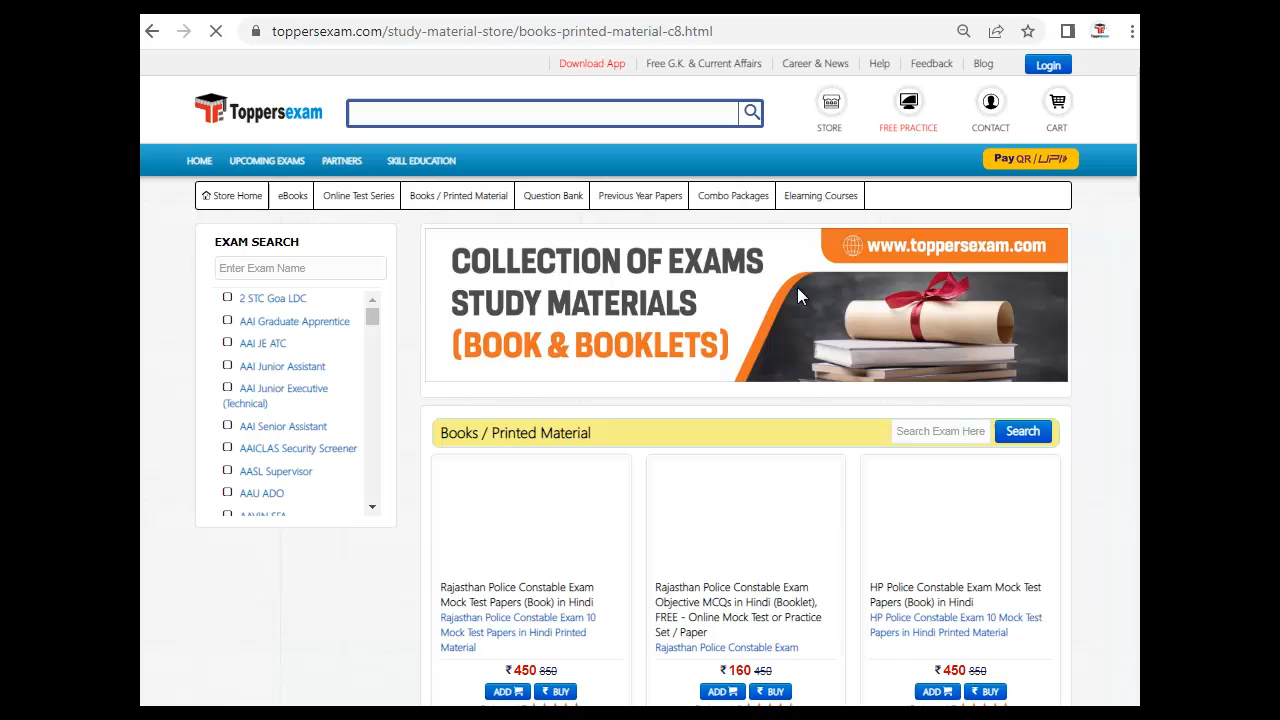 toppersexam.com/study-material-store/books-printed-material-c8.html
Download App Free G.K. & Current Affairs Career & News Help Feedback Blog Login
Toppersexam
STORE FREE PRACTICE CONTACT CART
HOME UPCOMING EXAMS PARTNERS SKILL EDUCATION Pay QR / UPI
Store Home eBooks Online Test Series Books / Printed Material Question Bank Previous Year Papers Combo Packages Elearning Courses
EXAM SEARCH
Enter Exam Name
2 STC Goa LDC
AAI Graduate Apprentice
AAI JE ATC
AAI Junior Assistant
AAI Junior Executive
(Technical)
AAI Senior Assistant
AAICLAS Security Screener
AASL Supervisor
AAU ADO
www.toppersexam.com
COLLECTION OF EXAMS
STUDY MATERIALS
(BOOK & BOOKLETS)
Books / Printed Material Search Exam Here Search
Rajasthan Police Constable Exam
Mock Test Papers (Book) in Hindi
Rajasthan Police Constable Exam 10
Mock Test Papers in Hindi Printed
Material
₹ 450 850
ADD ₹ BUY
Rajasthan Police Constable Exam
Objective MCQs in Hindi (Booklet),
FREE - Online Mock Test or Practice
Set / Paper
Rajasthan Police Constable Exam
₹ 160 450
ADD ₹ BUY
HP Police Constable Exam Mock Test
Papers (Book) in Hindi
HP Police Constable Exam 10 Mock Test
Papers in Hindi Printed Material
₹ 450 850
ADD ₹ BUY